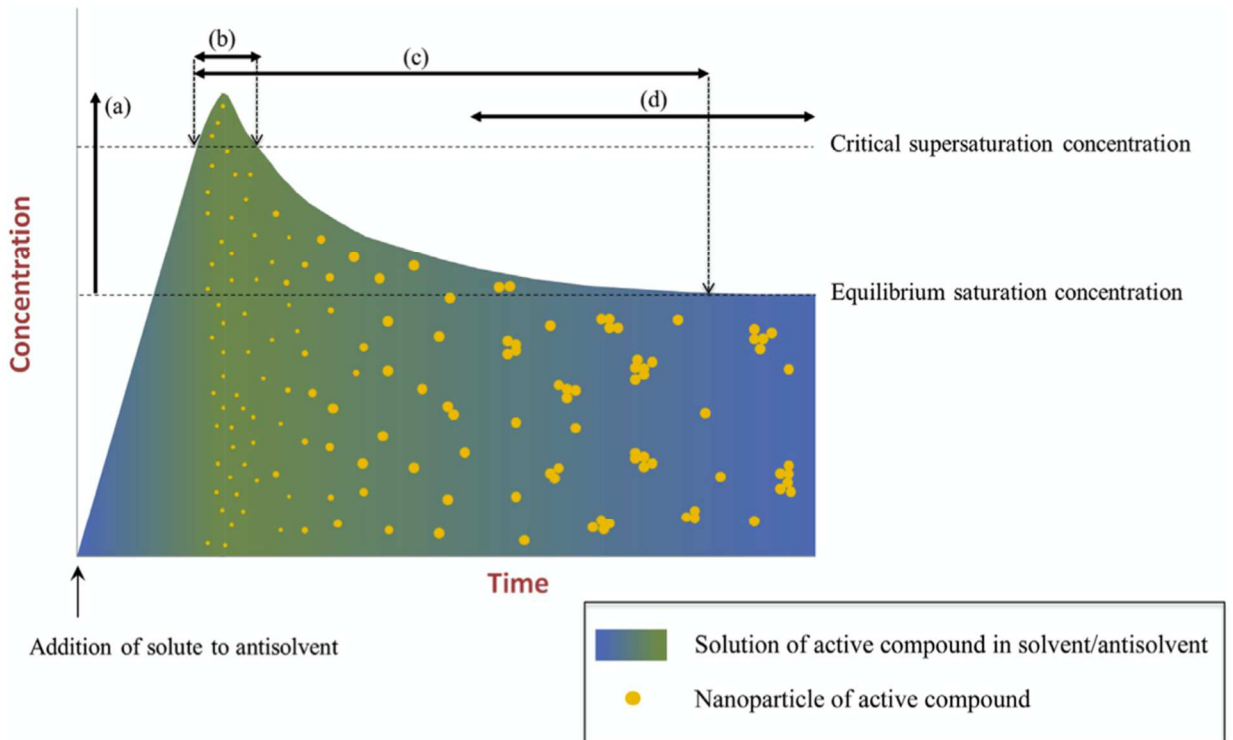 (b)
(c)
(a)
(d)
Critical supersaturation concentration
Concentration
Equilibrium saturation concentration
Time
Addition of solute to antisolvent
Solution of active compound in solvent/antisolvent
Nanoparticle of active compound